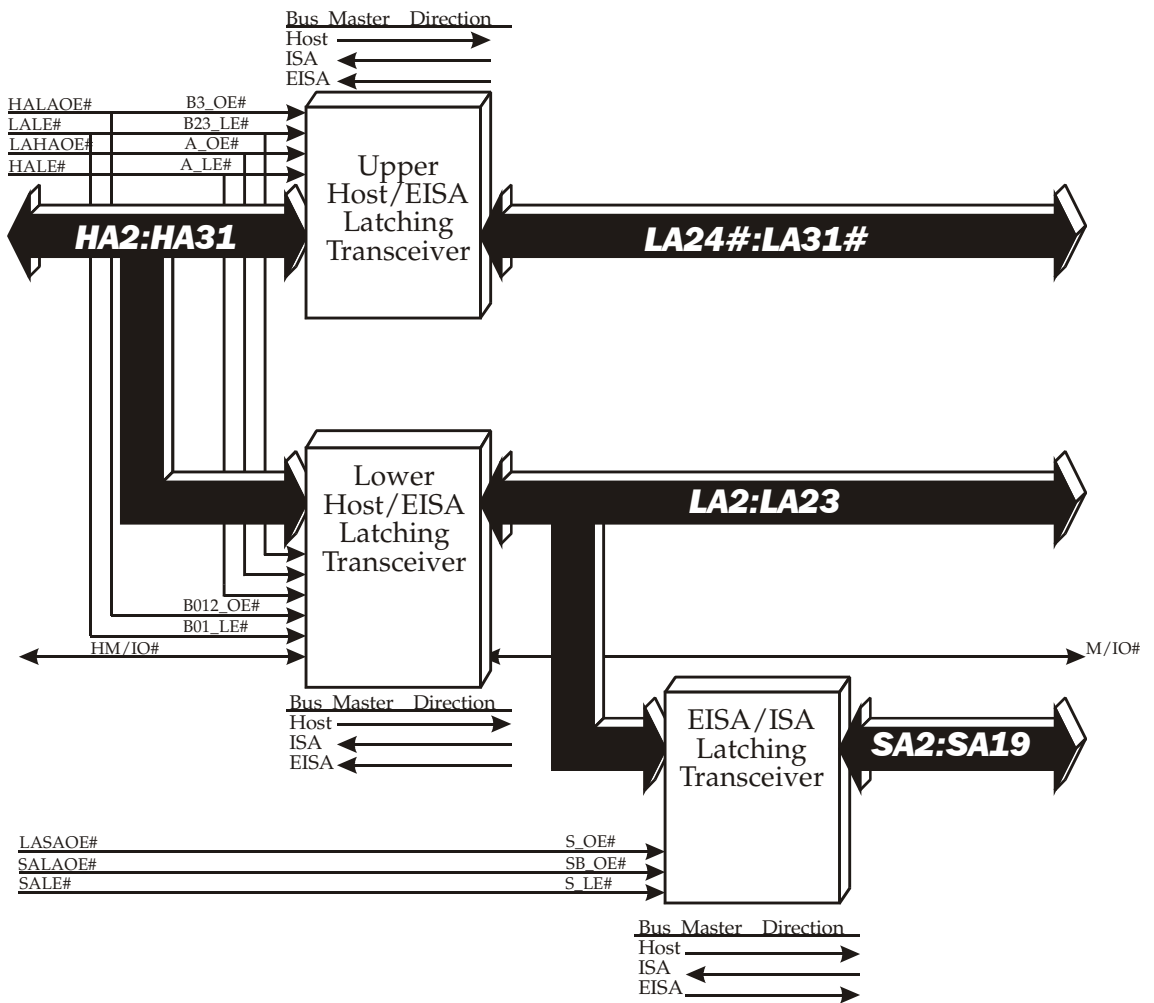 Bus Master Direction
Host
ISA
EISA
HALAOE# B3_OE#
LALE# B23_LE#
LAHAOE# A_OE#
HALE# A_LE#
Upper
Host/EISA
Latching
Transceiver
HA2:HA31
LA24#:LA31#
Lower
Host/EISA
Latching
Transceiver
LA2:LA23
B012_OE#
B01_LE#
HM/IO#
M/IO#
Bus Master Direction
Host
ISA
EISA
EISA/ISA
Latching
Transceiver
SA2:SA19
LASAOE# S_OE#
SALAOE# SB_OE#
SALE# S_LE#
Bus Master Direction
Host
ISA
EISA